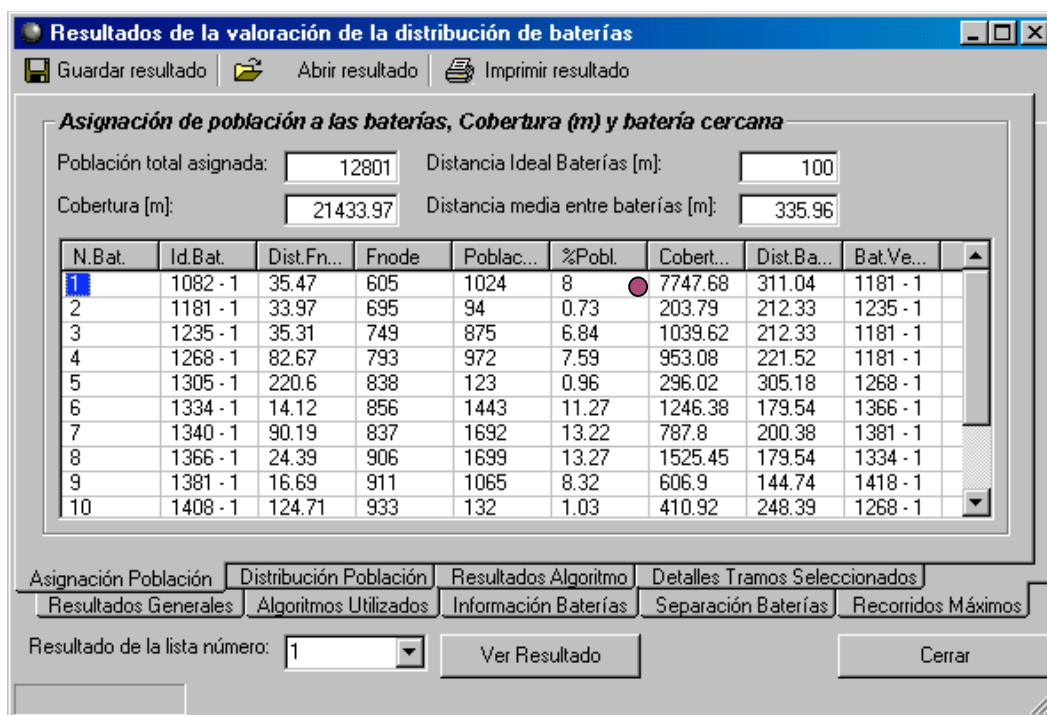 Resultados de la valoración de la distribución de baterías
Guardar resultado Abrir resultado Imprimir resultado
Asignación de población a las baterías, Cobertura (m) y batería cercana
Población total asignada: 12801 Distancia Ideal Baterías [m]: 100
Cobertura [m]: 21433.97 Distancia media entre baterías [m]: 335.96
N.Bat. Id.Bat. Dist.Fn... Fnode Poblac... %Pobl. Cobert... Dist.Ba... Bat.Ve...
1 1082 - 1 35.47 605 1024 8 7747.68 311.04 1181 - 1
2 1181 - 1 33.97 695 94 0.73 203.79 212.33 1235 - 1
3 1235 - 1 35.31 749 875 6.84 1039.62 212.33 1181 - 1
4 1268 - 1 82.67 793 972 7.59 953.08 221.52 1181 - 1
5 1305 - 1 220.6 838 123 0.96 296.02 305.18 1268 - 1
6 1334 - 1 14.12 856 1443 11.27 1246.38 179.54 1366 - 1
7 1340 - 1 90.19 837 1692 13.22 787.8 200.38 1381 - 1
8 1366 - 1 24.39 906 1699 13.27 1525.45 179.54 1334 - 1
9 1381 - 1 16.69 911 1065 8.32 606.9 144.74 1418 - 1
10 1408 - 1 124.71 933 132 1.03 410.92 248.39 1268 - 1
Asignación Población Distribución Población Resultados Algoritmo Detalles Tramos Seleccionados
Resultados Generales Algoritmos Utilizados Información Baterías Separación Baterías Recorridos Máximos
Resultado de la lista número: 1 Ver Resultado Cerrar